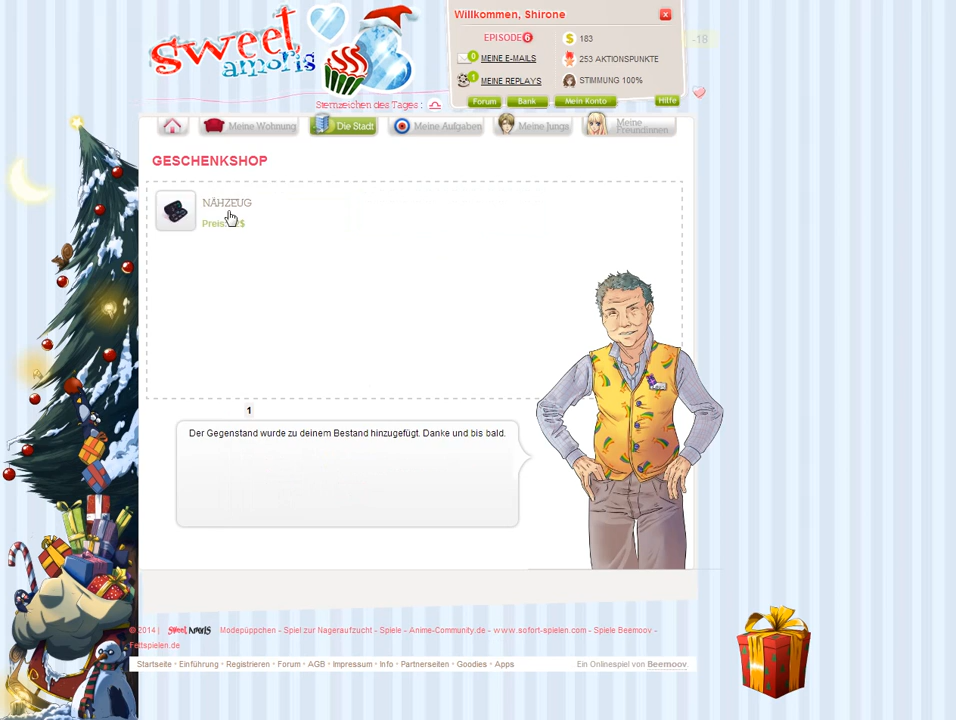 sweet
amoris
Sternzeichen des Tages :
Willkommen, Shirone
x
EPISODE 6
0 MEINE E-MAILS
1 MEINE REPLAYS
$ 183
253 AKTIONSPUNKTE
STIMMUNG 100%
-18
Forum Bank Mein Konto Hilfe
Meine Wohnung Die Stadt Meine Aufgaben Meine Jungs Meine Freundinnen
GESCHENKSHOP
NÄHZEUG
Preis: $
1
Der Gegenstand wurde zu deinem Bestand hinzugefügt. Danke und bis bald.
© 2014 | Sweet Amoris Modepüppchen - Spiel zur Nageraufzucht - Spiele - Anime-Community.de - www.sofort-spielen.com - Spiele Beemoov -
Fettspielen.de
Startseite • Einführung • Registrieren • Forum • AGB • Impressum • Info • Partnerseiten • Goodies • Apps
Ein Onlinespiel von Beemoov